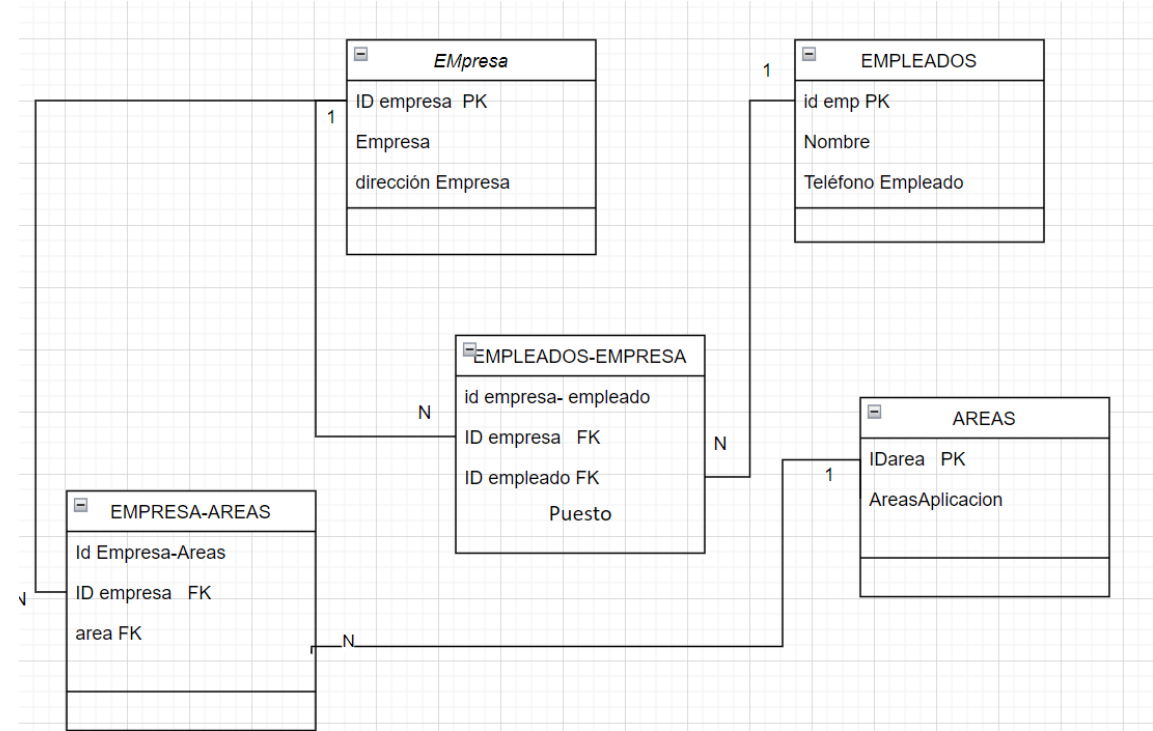 EMpresa
ID empresa PK
Empresa
dirección Empresa
1
EMPLEADOS
id emp PK
Nombre
Teléfono Empleado
1
EMPLEADOS-EMPRESA
id empresa- empleado
ID empresa FK
ID empleado FK
Puesto
N
N
AREAS
IDarea PK
AreasAplicacion
1
EMPRESA-AREAS
Id Empresa-Areas
ID empresa FK
area FK
N
N